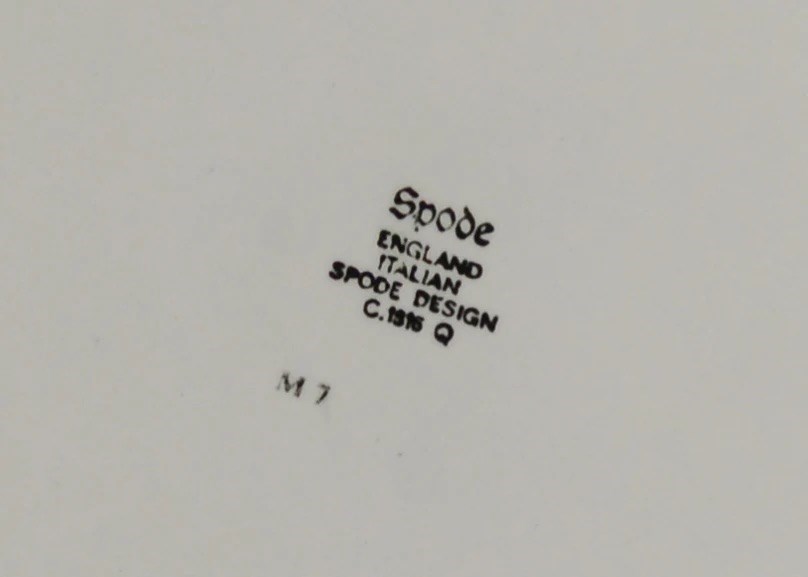 Spode
ENGLAND
ITALIAN
SPODE DESIGN
C.1816 Q
M 7